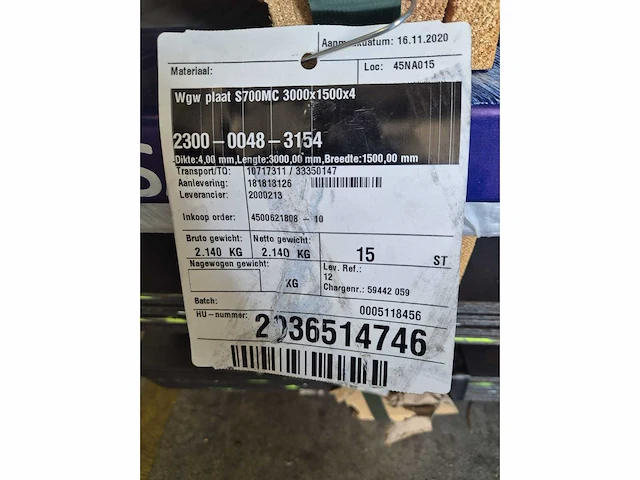 Aanmaakdatum: 16.11.2020
Materiaal:
Loc: 45NA015
Wgw plaat S700MC 3000x1500x4
2300-0048-3154
Dikte:4,00 mm,Lengte:3000,00 mm,Breedte:1500,00 mm
Transport/TQ: 10717311 / 33350147
Aanlevering: 181813126
Leverancier: 2000213
Inkoop order: 4500621808 - 10
Bruto gewicht: Netto gewicht:
2.140 KG 2.140 KG 15 ST
Nagewogen gewicht:
KG
Lev. Ref.:
12
Chargenr.: 59442 059
Batch: 0005118456
HU-nummer: 2036514746